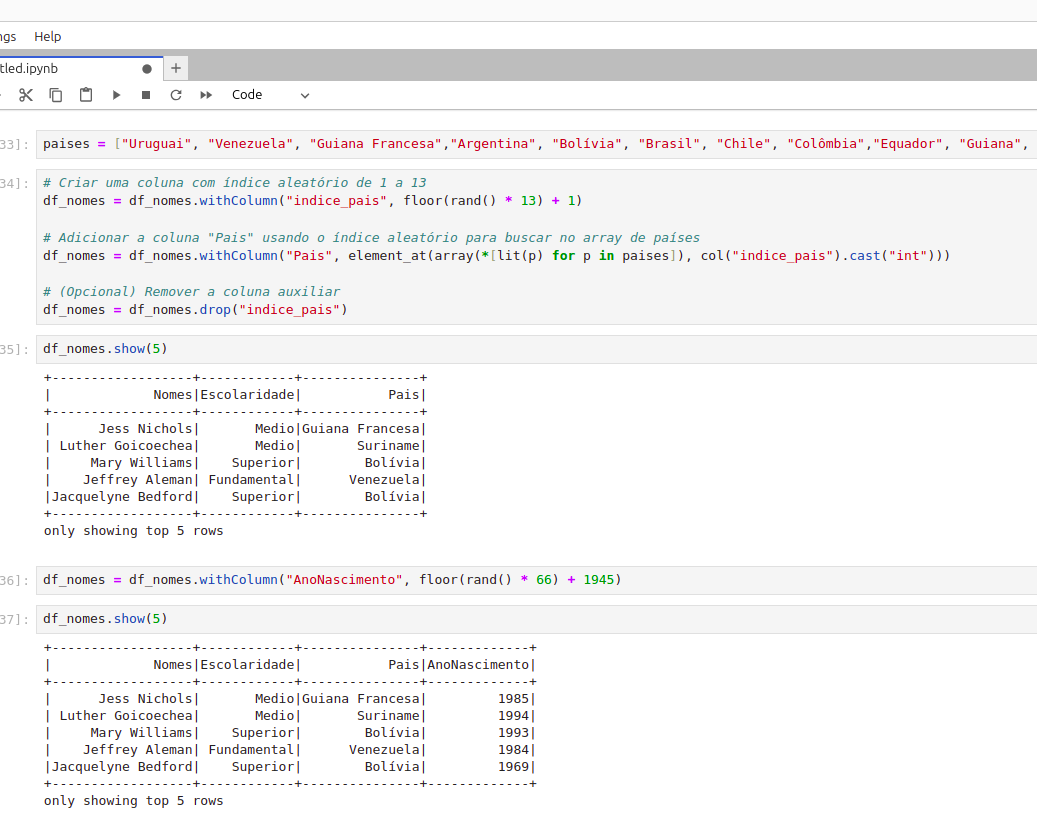 ngs Help
tled.ipynb
Code
33]: paises = ["Uruguai", "Venezuela", "Guiana Francesa","Argentina", "Bolívia", "Brasil", "Chile", "Colômbia","Equador", "Guiana",
34]: # Criar uma coluna com índice aleatório de 1 a 13
df_nomes = df_nomes.withColumn("indice_pais", floor(rand() * 13) + 1)
# Adicionar a coluna "Pais" usando o índice aleatório para buscar no array de países
df_nomes = df_nomes.withColumn("Pais", element_at(array(*[lit(p) for p in paises]), col("indice_pais").cast("int")))
# (Opcional) Remover a coluna auxiliar
df_nomes = df_nomes.drop("indice_pais")
35]: df_nomes.show(5)
+------------------+------------+---------------+
|             Nomes|Escolaridade|           Pais|
+------------------+------------+---------------+
|      Jess Nichols|       Medio|Guiana Francesa|
| Luther Goicoechea|       Medio|       Suriname|
|     Mary Williams|    Superior|        Bolívia|
|    Jeffrey Aleman| Fundamental|      Venezuela|
|Jacquelyne Bedford|    Superior|        Bolívia|
+------------------+------------+---------------+
only showing top 5 rows
36]: df_nomes = df_nomes.withColumn("AnoNascimento", floor(rand() * 66) + 1945)
37]: df_nomes.show(5)
+------------------+------------+---------------+-------------+
|             Nomes|Escolaridade|           Pais|AnoNascimento|
+------------------+------------+---------------+-------------+
|      Jess Nichols|       Medio|Guiana Francesa|         1985|
| Luther Goicoechea|       Medio|       Suriname|         1994|
|     Mary Williams|    Superior|        Bolívia|         1993|
|    Jeffrey Aleman| Fundamental|      Venezuela|         1984|
|Jacquelyne Bedford|    Superior|        Bolívia|         1969|
+------------------+------------+---------------+-------------+
only showing top 5 rows